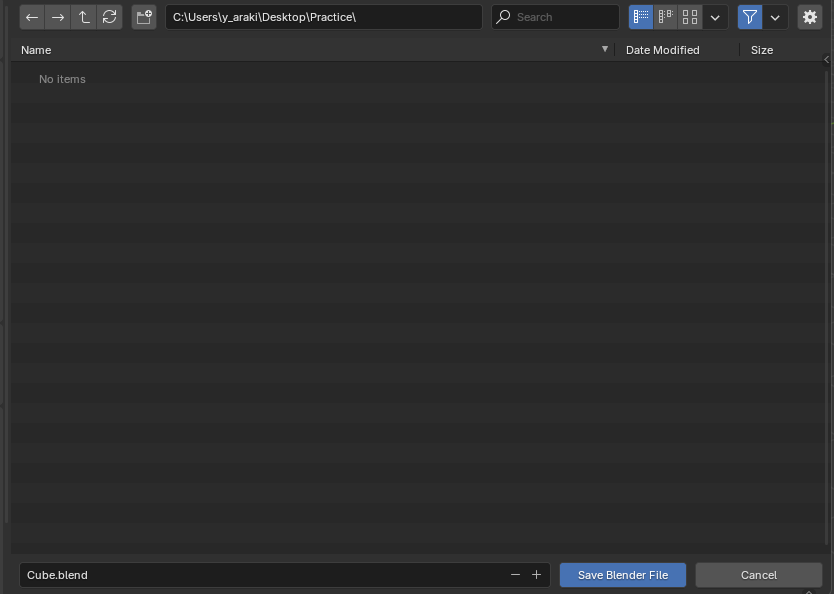 C:\Users\y_araki\Desktop\Practice\
Search
Name
Date Modified
Size
No items
Cube.blend
Save Blender File
Cancel